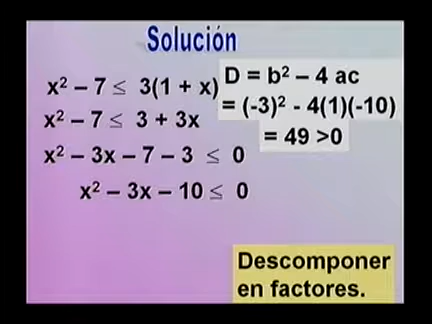 Solución
x² – 7 ≤ 3(1 + x)
x² – 7 ≤ 3 + 3x
x² – 3x – 7 – 3 ≤ 0
x² – 3x – 10 ≤ 0
D = b² – 4 ac
= (-3)² - 4(1)(-10)
= 49 >0
Descomponer
en factores.